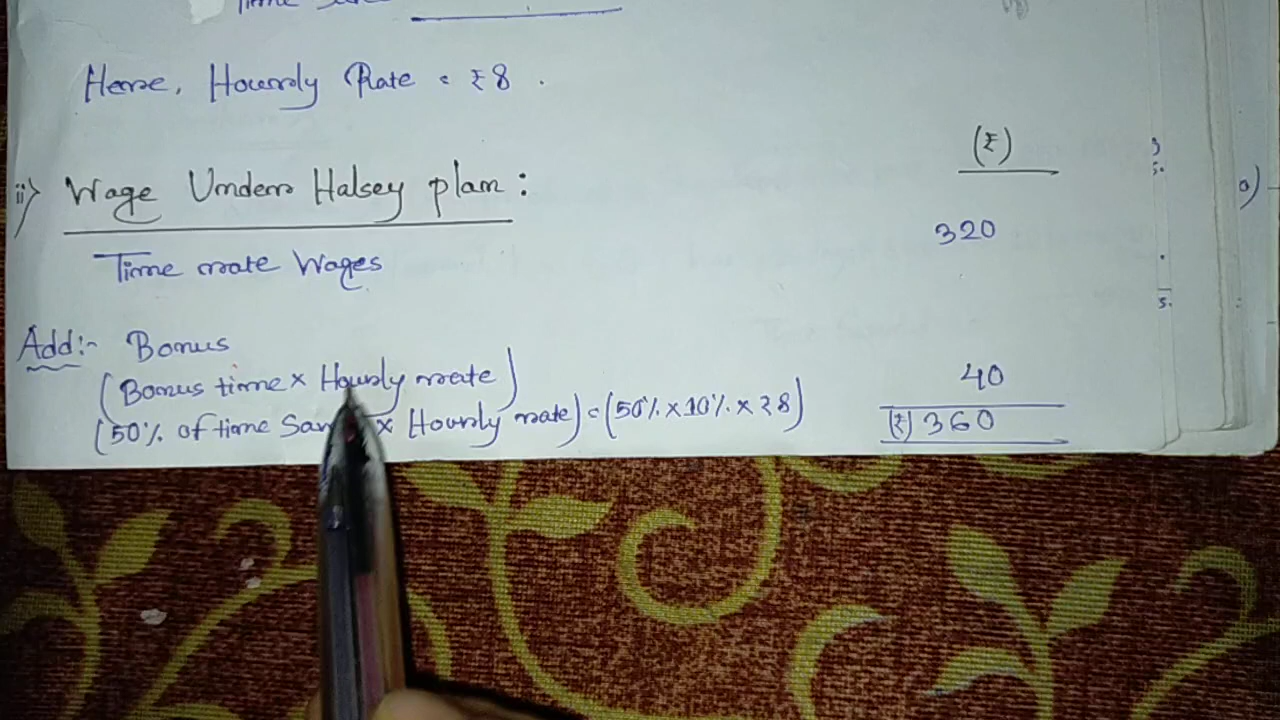 Here, Hourly Rate = ₹8.
(₹)
ii) Wage Under Halsey plan:
320
Time rate Wages
Add:- Bonus
(Bonus time × Hourly rate)
40
(50% of time Sav × Hourly rate) = (50% × 10% × ₹8)
(₹) 360